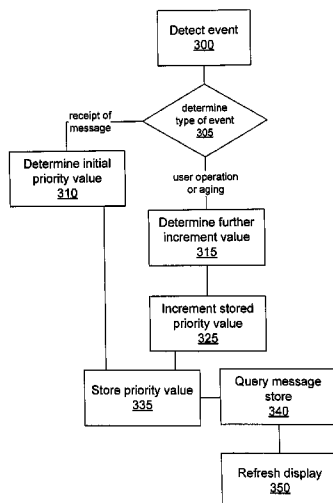 Detect event
300
determine
type of event
305
receipt of
message
Determine initial
priority value
310
user operation
or aging
Determine further
increment value
315
Increment stored
priority value
325
Store priority value
335
Query message
store
340
Refresh display
350